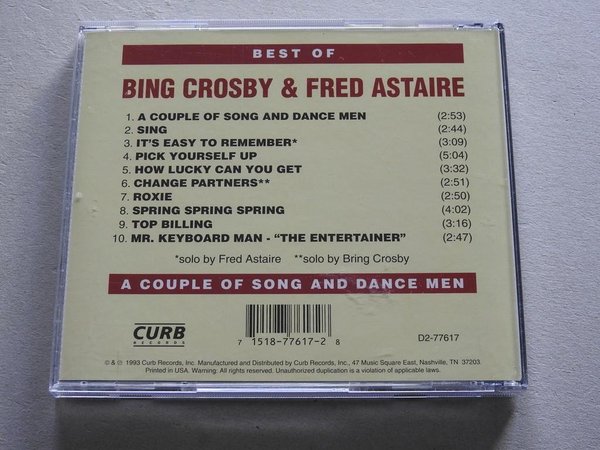 BEST OF
BING CROSBY & FRED ASTAIRE
1. A COUPLE OF SONG AND DANCE MEN (2:53)
2. SING (2:44)
3. IT'S EASY TO REMEMBER* (3:09)
4. PICK YOURSELF UP (5:04)
5. HOW LUCKY CAN YOU GET (3:32)
6. CHANGE PARTNERS** (2:51)
7. ROXIE (2:50)
8. SPRING SPRING SPRING (4:02)
9. TOP BILLING (3:16)
10. MR. KEYBOARD MAN - “THE ENTERTAINER” (2:47)
*solo by Fred Astaire **solo by Bring Crosby
A COUPLE OF SONG AND DANCE MEN
CURB
RECORDS
7 15187-77617-2 8
D2-77617
© & ℗ 1993 Curb Records, Inc. Manufactured and Distributed by Curb Records, Inc., 47 Music Square East, Nashville, TN 37203.
Printed in USA. Warning: All rights reserved. Unauthorized duplication is a violation of applicable laws.